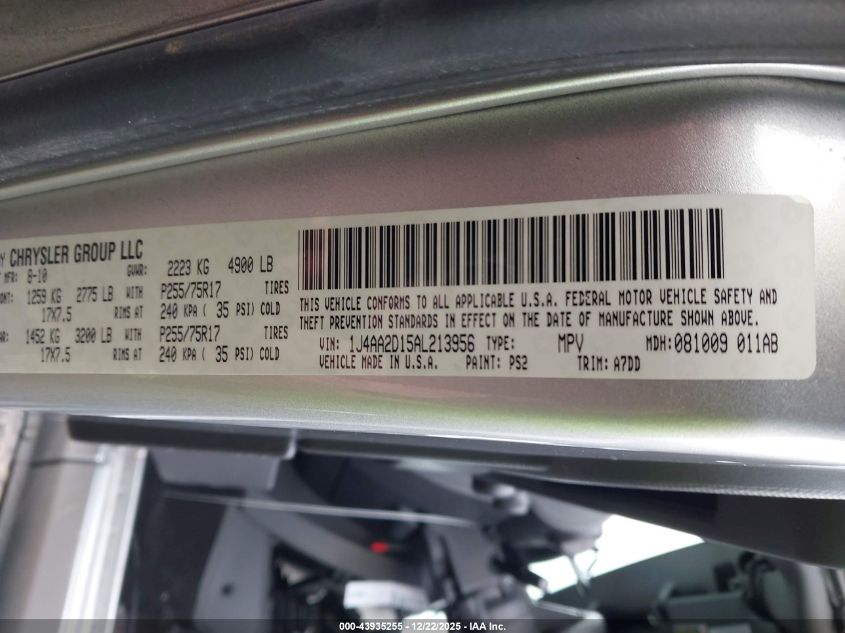 Y CHRYSLER GROUP LLC
MFR: 8-10 GVWR: 2223 KG 4900 LB
ONT: 1259 KG 2775 LB WITH P255/75R17 TIRES
17X7.5 RIMS AT 240 KPA ( 35 PSI) COLD
AR: 1452 KG 3200 LB WITH P255/75R17 TIRES
17X7.5 RIMS AT 240 KPA ( 35 PSI) COLD
THIS VEHICLE CONFORMS TO ALL APPLICABLE U.S.A. FEDERAL MOTOR VEHICLE SAFETY AND
THEFT PREVENTION STANDARDS IN EFFECT ON THE DATE OF MANUFACTURE SHOWN ABOVE.
VIN: 1J4AA2D15AL213956 TYPE: MPV MDH: 081009 011AB
VEHICLE MADE IN U.S.A. PAINT: PS2 TRIM: A7DD
000-43935255 - 12/22/2025 - IAA Inc.